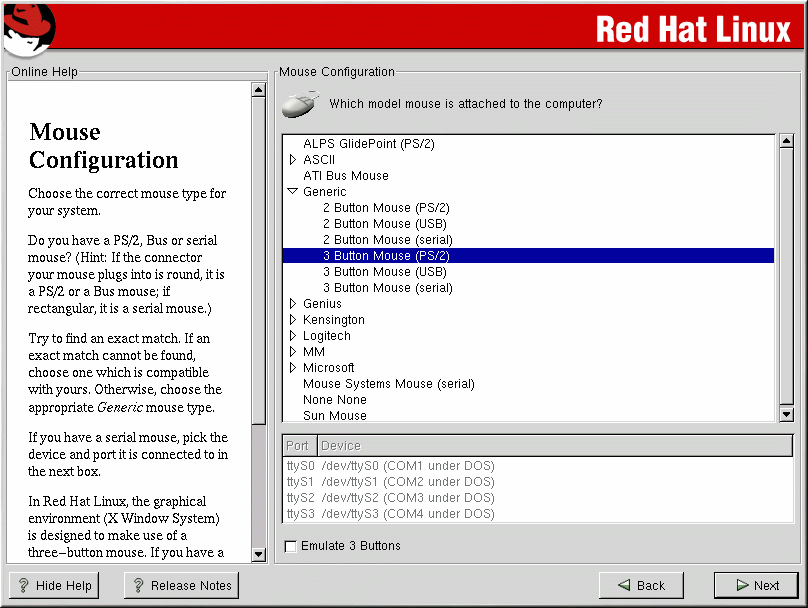 Red Hat Linux
Online Help
Mouse
Configuration
Choose the correct mouse type for
your system.
Do you have a PS/2, Bus or serial
mouse? (Hint: If the connector
your mouse plugs into is round, it is
a PS/2 or a Bus mouse; if
rectangular, it is a serial mouse.)
Try to find an exact match. If an
exact match cannot be found,
choose one which is compatible
with yours. Otherwise, choose the
appropriate Generic mouse type.
If you have a serial mouse, pick the
device and port it is connected to in
the next box.
In Red Hat Linux, the graphical
environment (X Window System)
is designed to make use of a
three-button mouse. If you have a
Mouse Configuration
Which model mouse is attached to the computer?
ALPS GlidePoint (PS/2)
ASCII
ATI Bus Mouse
Generic
2 Button Mouse (PS/2)
2 Button Mouse (USB)
2 Button Mouse (serial)
3 Button Mouse (PS/2)
3 Button Mouse (USB)
3 Button Mouse (serial)
Genius
Kensington
Logitech
MM
Microsoft
Mouse Systems Mouse (serial)
None None
Sun Mouse
Port Device
ttyS0 /dev/ttyS0 (COM1 under DOS)
ttyS1 /dev/ttyS1 (COM2 under DOS)
ttyS2 /dev/ttyS2 (COM3 under DOS)
ttyS3 /dev/ttyS3 (COM4 under DOS)
Emulate 3 Buttons
? Hide Help
? Release Notes
Back
Next